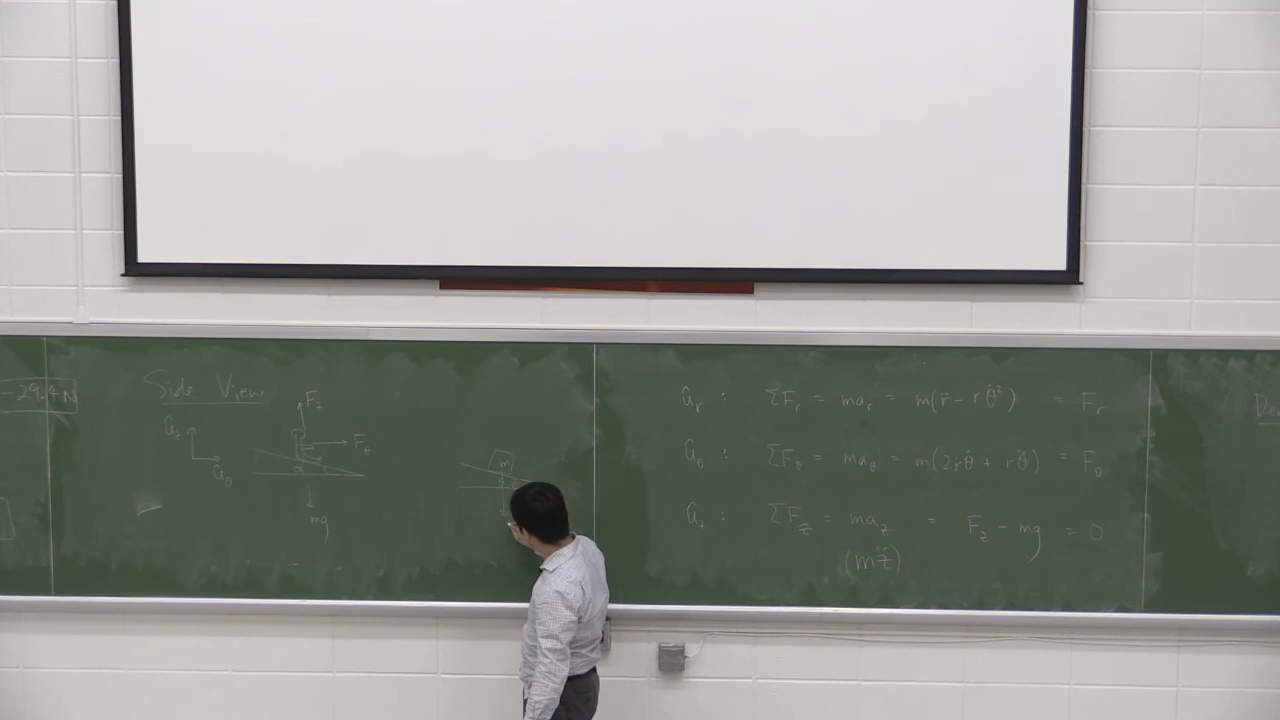 -29.4 N
Side View
F_z
û_z
F_θ
û_θ
α
mg
m
θ
û_r : ΣF_r = ma_r = m(r̈ - rθ̇²) = F_r
û_θ : ΣF_θ = ma_θ = m(2ṙθ̇ + rθ̈) = F_θ
û_z : ΣF_z = ma_z = F_z - mg = 0
(mz̈)